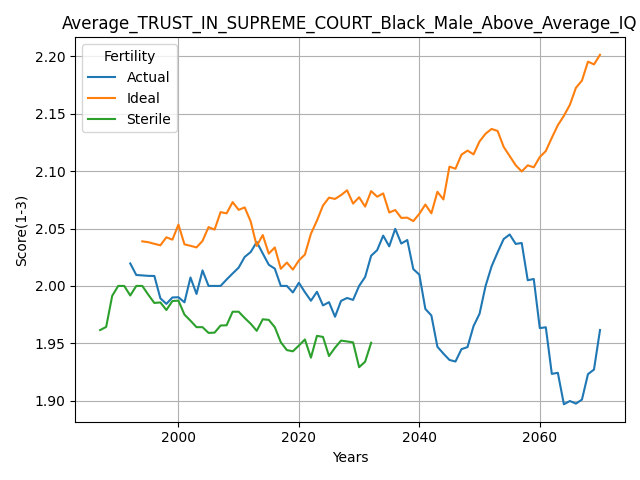 Average_TRUST_IN_SUPREME_COURT_Black_Male_Above_Average_IQ
Fertility
Actual
Ideal
Sterile
Score(1-3)
2.20
2.15
2.10
2.05
2.00
1.95
1.90
2000
2020
2040
2060
Years